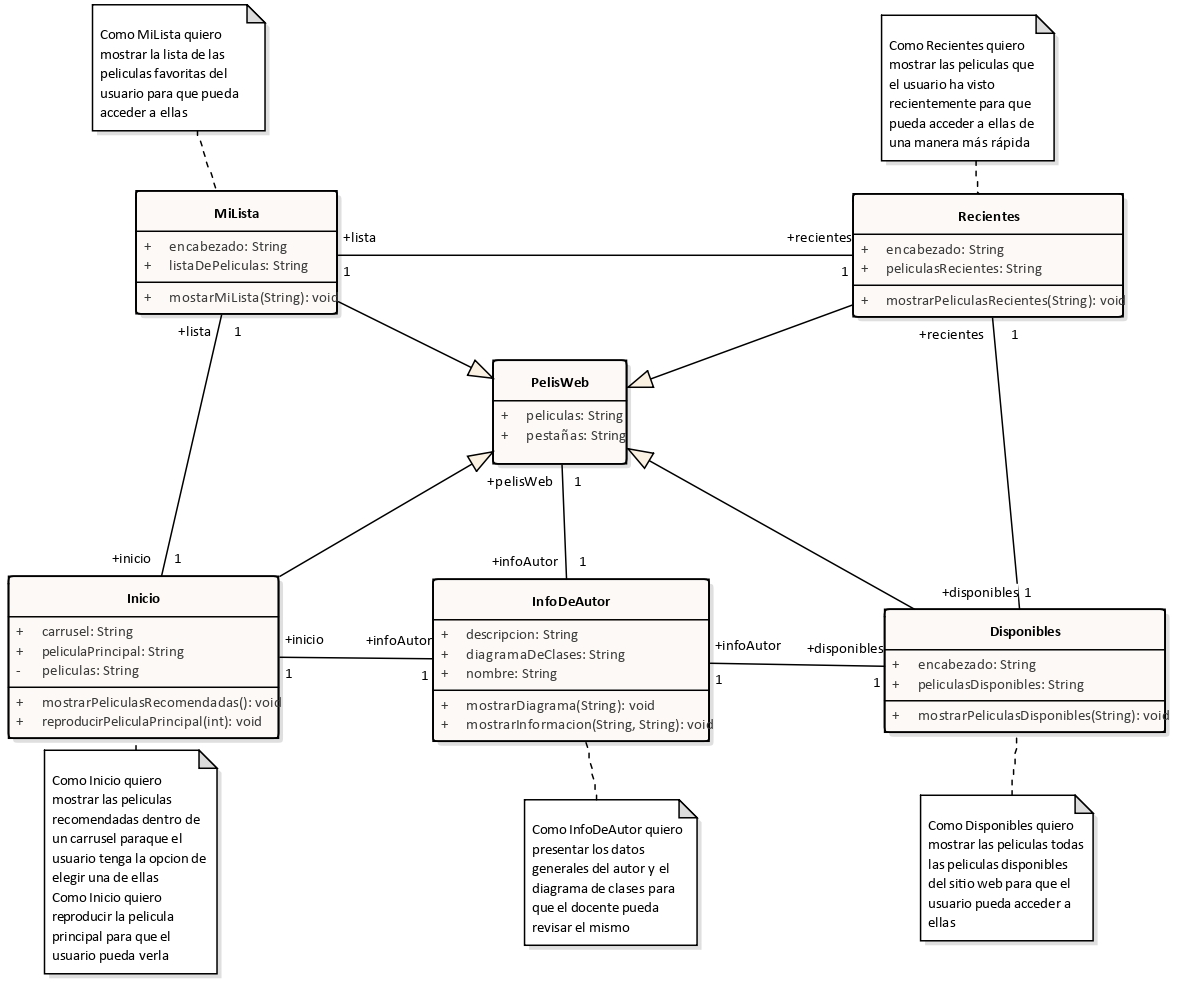 Como MiLista quiero
mostrar la lista de las
peliculas favoritas del
usuario para que pueda
acceder a ellas
Como Recientes quiero
mostrar las peliculas que
el usuario ha visto
recientemente para que
pueda acceder a ellas de
una manera más rápida
MiLista
+ encabezado: String
+ listaDePeliculas: String
+ mostarMiLista(String): void
+lista
1
+recientes
1
Recientes
+ encabezado: String
+ peliculasRecientes: String
+ mostrarPeliculasRecientes(String): void
+lista 1
+recientes 1
PelisWeb
+ peliculas: String
+ pestañas: String
+pelisWeb 1
+inicio 1
+infoAutor 1
+disponibles 1
Inicio
+ carrusel: String
+ peliculaPrincipal: String
- peliculas: String
+ mostrarPeliculasRecomendadas(): void
+ reproducirPeliculaPrincipal(int): void
+inicio
1
+infoAutor
1
InfoDeAutor
+ descripcion: String
+ diagramaDeClases: String
+ nombre: String
+ mostrarDiagrama(String): void
+ mostrarInformacion(String, String): void
+infoAutor
1
+disponibles
1
Disponibles
+ encabezado: String
+ peliculasDisponibles: String
+ mostrarPeliculasDisponibles(String): void
Como Inicio quiero
mostrar las peliculas
recomendadas dentro de
un carrusel paraque el
usuario tenga la opcion de
elegir una de ellas
Como Inicio quiero
reproducir la pelicula
principal para que el
usuario pueda verla
Como InfoDeAutor quiero
presentar los datos
generales del autor y el
diagrama de clases para
que el docente pueda
revisar el mismo
Como Disponibles quiero
mostrar las peliculas todas
las peliculas disponibles
del sitio web para que el
usuario pueda acceder a
ellas